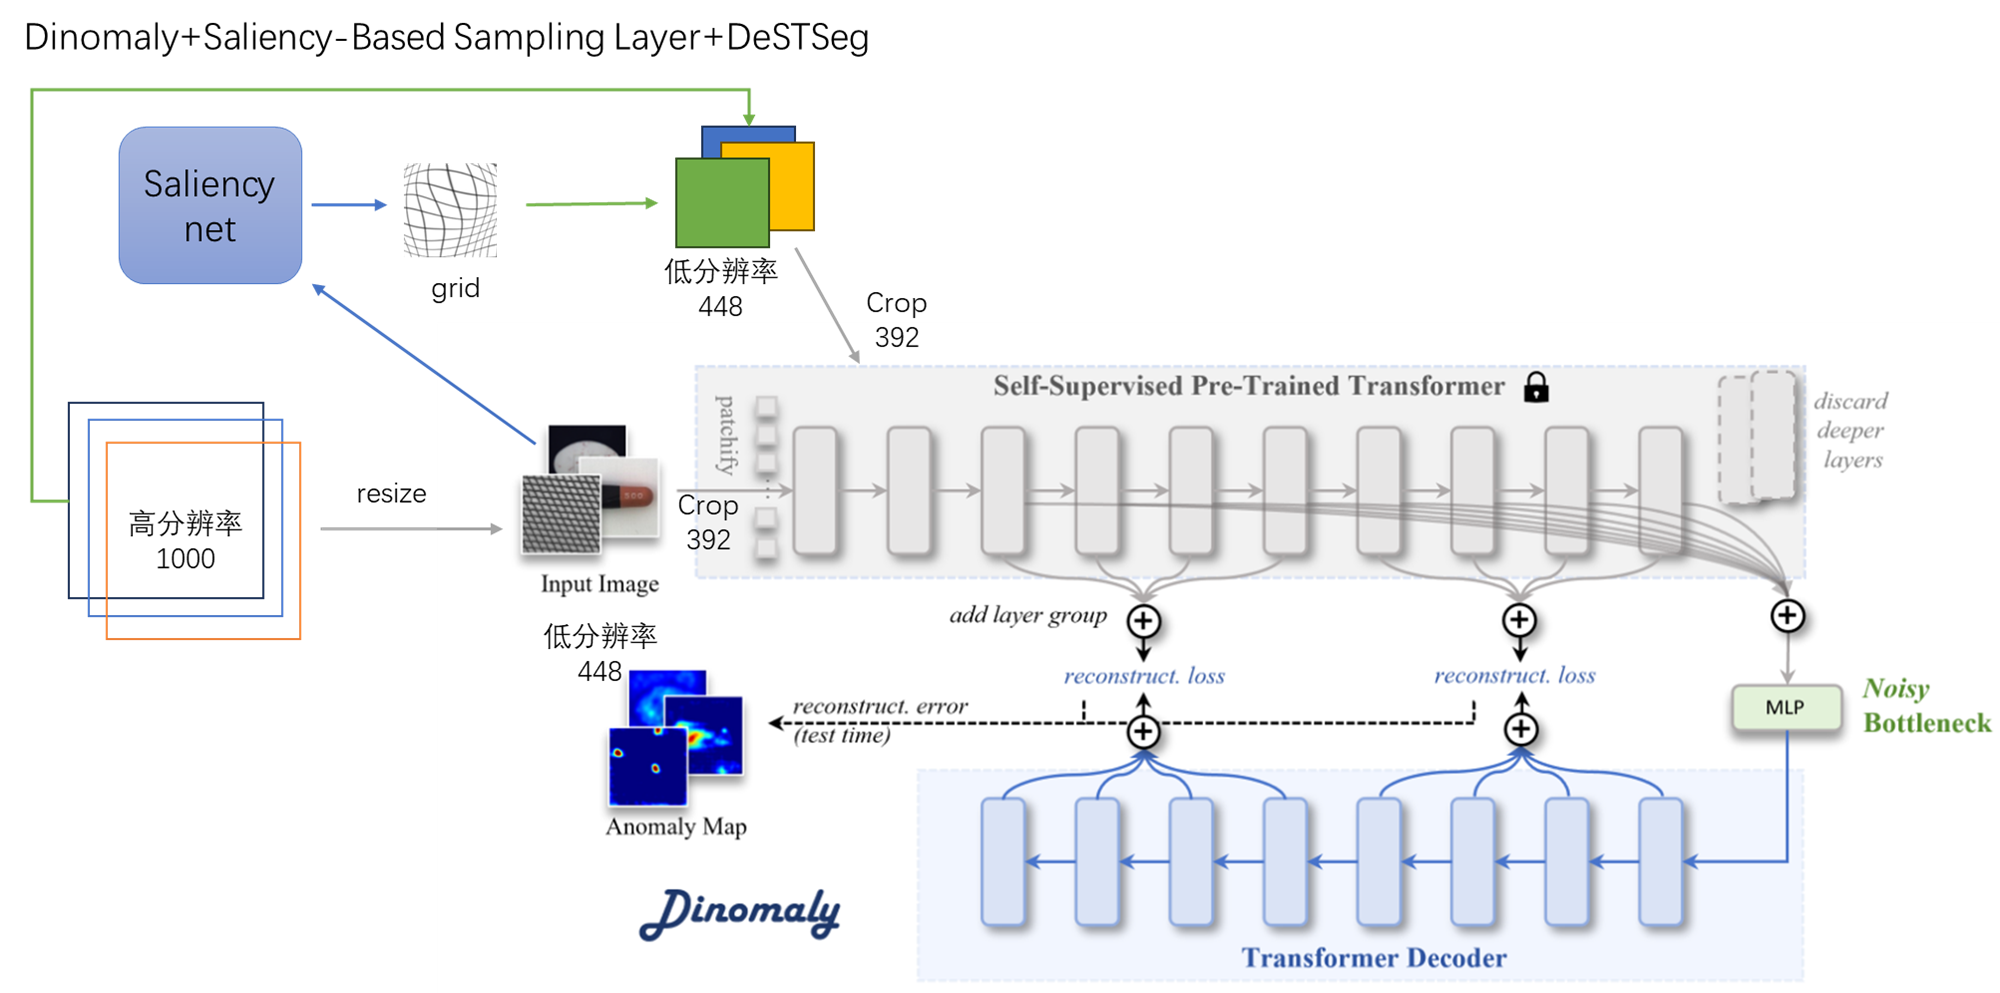 Dinomaly+Saliency-Based Sampling Layer+DeSTSeg
Saliency
net
grid
低分辨率
448
Crop
392
高分辨率
1000
resize
Input Image
低分辨率
448
Crop
392
patchify
Self-Supervised Pre-Trained Transformer
discard
deeper
layers
add layer group
reconstruct. loss
reconstruct. loss
reconstruct. error
(test time)
MLP
Noisy
Bottleneck
Anomaly Map
Dinomaly
Transformer Decoder